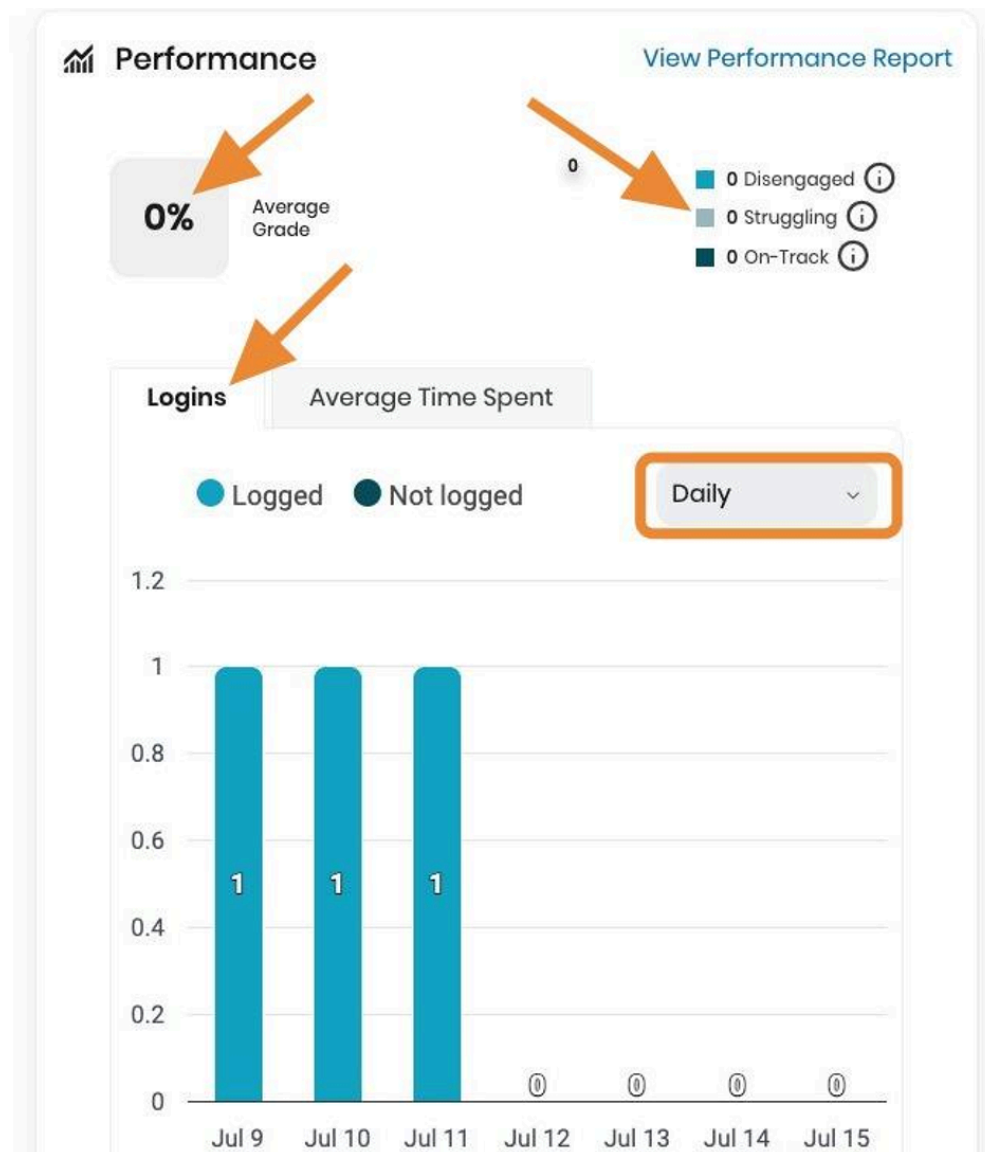 Performance
View Performance Report
0%
Average
Grade
0
0 Disengaged
0 Struggling
0 On-Track
Logins
Average Time Spent
Logged
Not logged
Daily
1.2
1
0.8
0.6
0.4
0.2
0
1
1
1
0
0
0
0
Jul 9
Jul 10
Jul 11
Jul 12
Jul 13
Jul 14
Jul 15